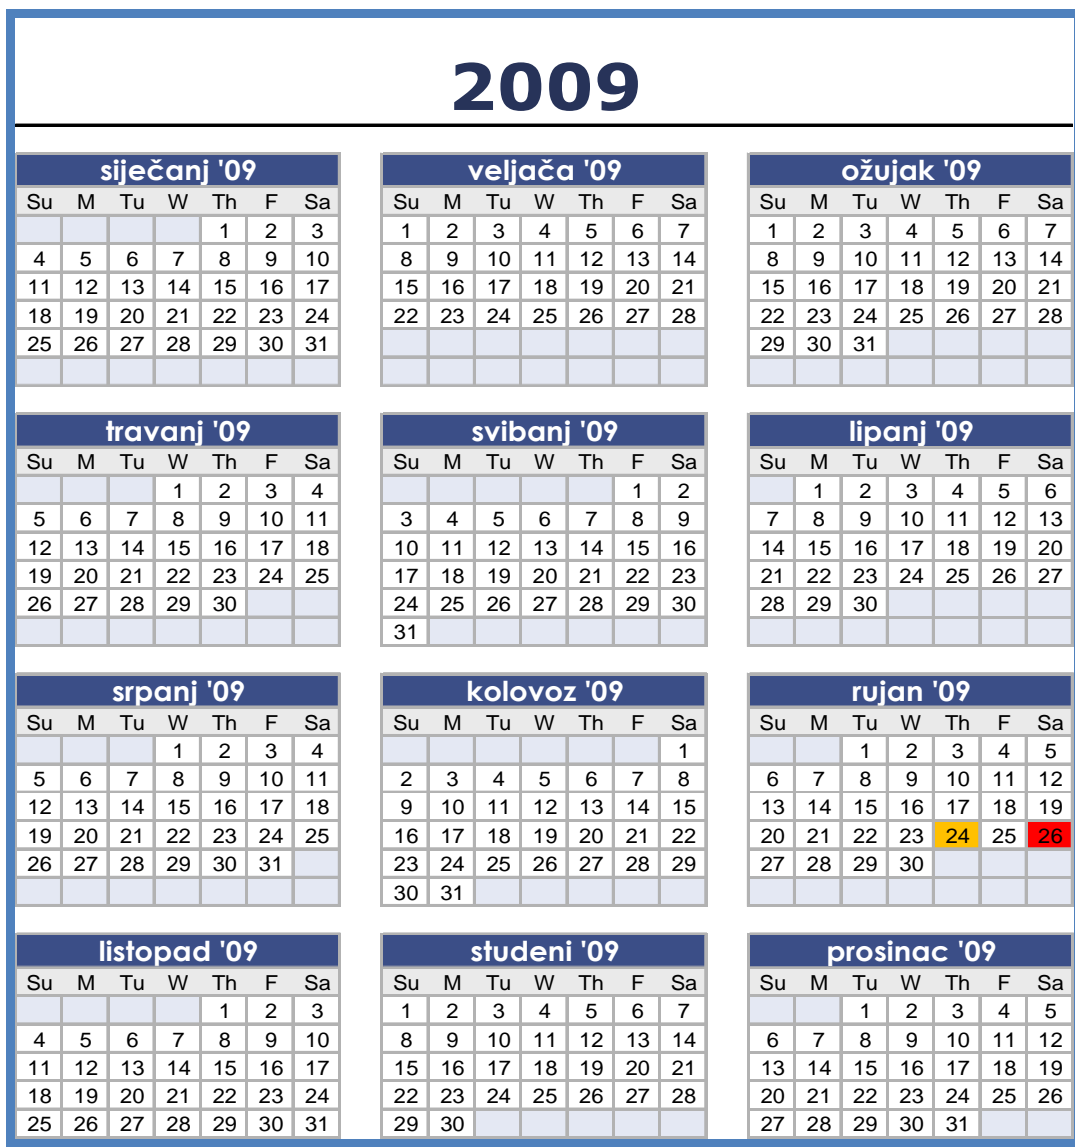 2009
siječanj '09
Su M Tu W Th F Sa
1 2 3
4 5 6 7 8 9 10
11 12 13 14 15 16 17
18 19 20 21 22 23 24
25 26 27 28 29 30 31
veljača '09
Su M Tu W Th F Sa
1 2 3 4 5 6 7
8 9 10 11 12 13 14
15 16 17 18 19 20 21
22 23 24 25 26 27 28
ožujak '09
Su M Tu W Th F Sa
1 2 3 4 5 6 7
8 9 10 11 12 13 14
15 16 17 18 19 20 21
22 23 24 25 26 27 28
29 30 31
travanj '09
Su M Tu W Th F Sa
1 2 3 4
5 6 7 8 9 10 11
12 13 14 15 16 17 18
19 20 21 22 23 24 25
26 27 28 29 30
svibanj '09
Su M Tu W Th F Sa
1 2
3 4 5 6 7 8 9
10 11 12 13 14 15 16
17 18 19 20 21 22 23
24 25 26 27 28 29 30
31
lipanj '09
Su M Tu W Th F Sa
1 2 3 4 5 6
7 8 9 10 11 12 13
14 15 16 17 18 19 20
21 22 23 24 25 26 27
28 29 30
srpanj '09
Su M Tu W Th F Sa
1 2 3 4
5 6 7 8 9 10 11
12 13 14 15 16 17 18
19 20 21 22 23 24 25
26 27 28 29 30 31
kolovoz '09
Su M Tu W Th F Sa
1
2 3 4 5 6 7 8
9 10 11 12 13 14 15
16 17 18 19 20 21 22
23 24 25 26 27 28 29
30 31
rujan '09
Su M Tu W Th F Sa
1 2 3 4 5
6 7 8 9 10 11 12
13 14 15 16 17 18 19
20 21 22 23 24 25 26
27 28 29 30
listopad '09
Su M Tu W Th F Sa
1 2 3
4 5 6 7 8 9 10
11 12 13 14 15 16 17
18 19 20 21 22 23 24
25 26 27 28 29 30 31
studeni '09
Su M Tu W Th F Sa
1 2 3 4 5 6 7
8 9 10 11 12 13 14
15 16 17 18 19 20 21
22 23 24 25 26 27 28
29 30
prosinac '09
Su M Tu W Th F Sa
1 2 3 4 5
6 7 8 9 10 11 12
13 14 15 16 17 18 19
20 21 22 23 24 25 26
27 28 29 30 31